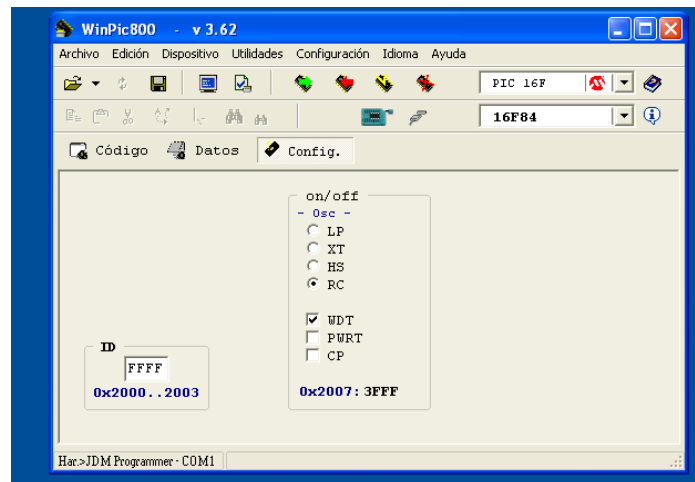 WinPic800 - v 3.62
Archivo Edición Dispositivo Utilidades Configuración Idioma Ayuda
PIC 16F
16F84
Código Datos Config.
on/off
- Osc -
LP
XT
HS
RC
WDT
PWRT
CP
ID
FFFF
0x2000..2003
0x2007: 3FFF
Har.>JDM Programmer - COM1